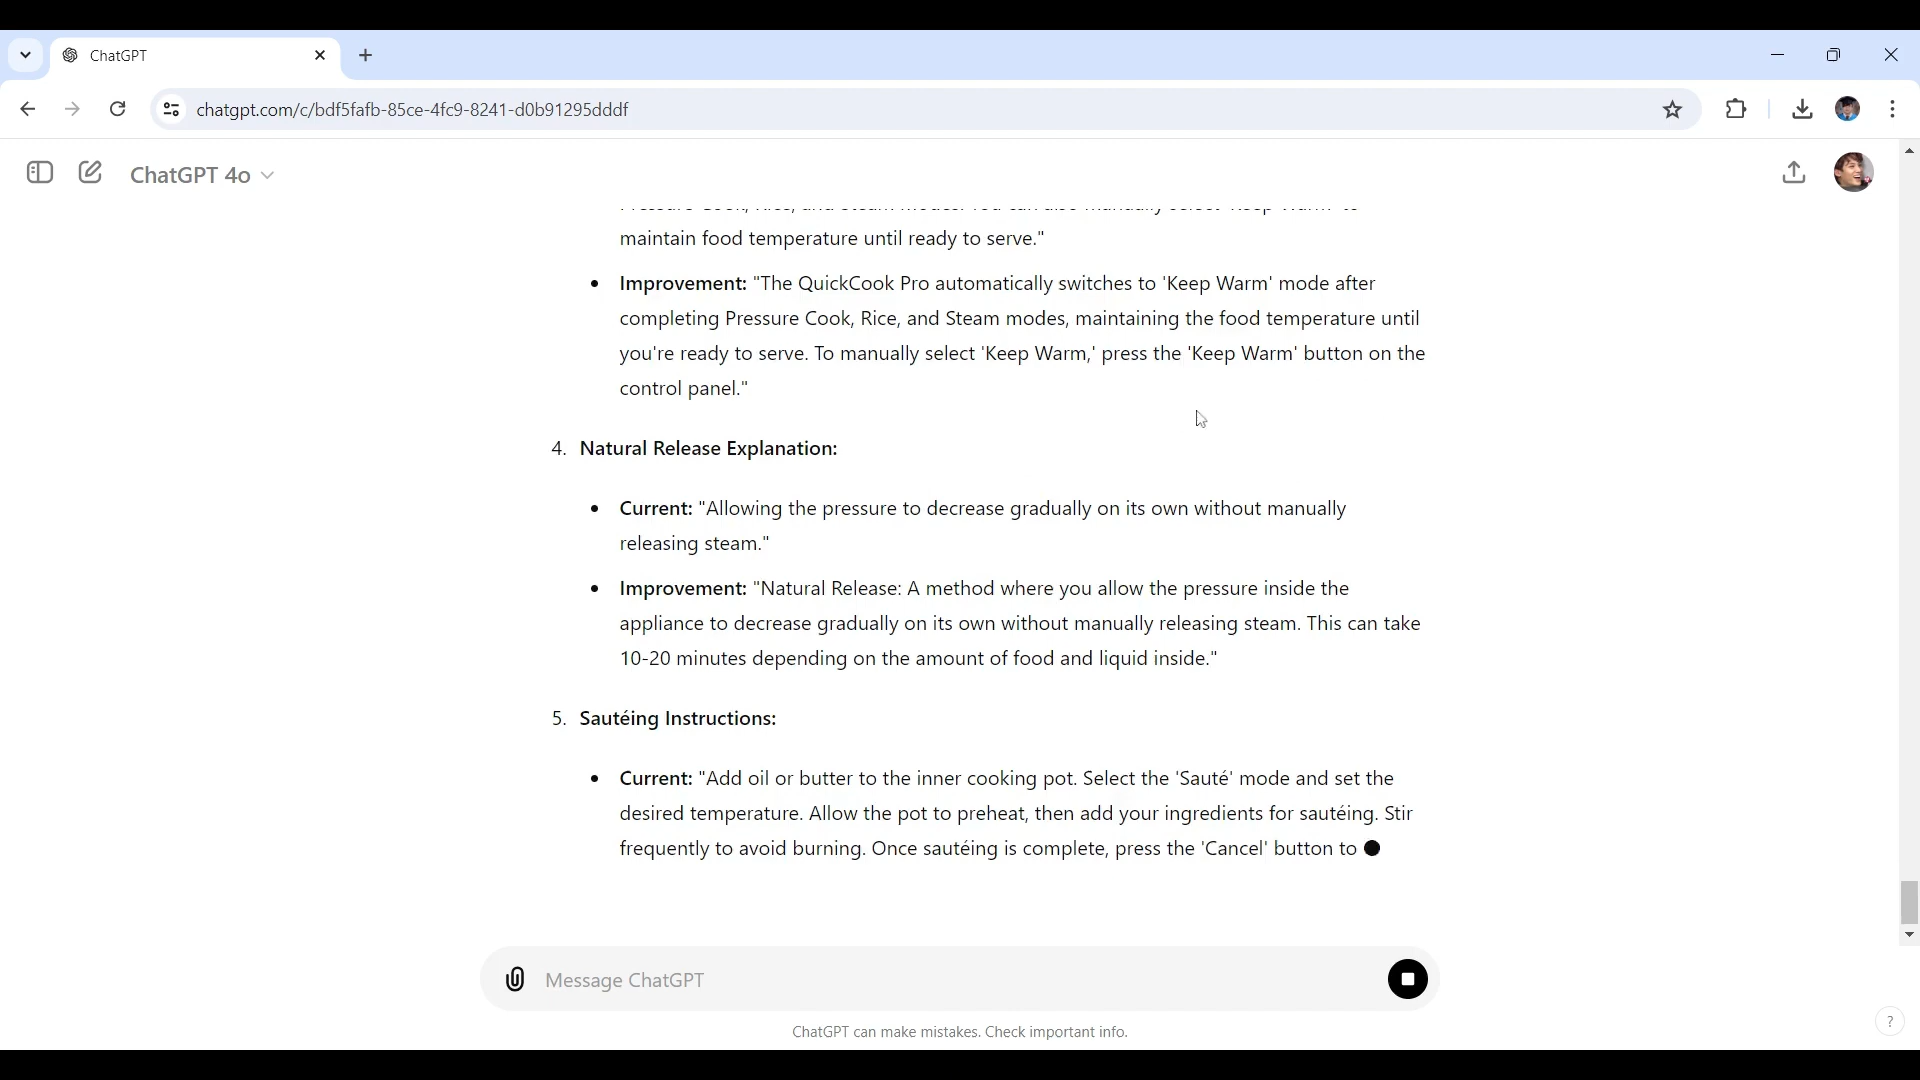 ChatGPT
chatgpt.com/c/bdf5fafb-85ce-4fc9-8241-d0b91295dddf
ChatGPT 4o
maintain food temperature until ready to serve."
• Improvement: "The QuickCook Pro automatically switches to 'Keep Warm' mode after
completing Pressure Cook, Rice, and Steam modes, maintaining the food temperature until
you're ready to serve. To manually select 'Keep Warm,' press the 'Keep Warm' button on the
control panel."
4. Natural Release Explanation:
• Current: "Allowing the pressure to decrease gradually on its own without manually
releasing steam."
• Improvement: "Natural Release: A method where you allow the pressure inside the
appliance to decrease gradually on its own without manually releasing steam. This can take
10-20 minutes depending on the amount of food and liquid inside."
5. Sautéing Instructions:
• Current: "Add oil or butter to the inner cooking pot. Select the 'Sauté' mode and set the
desired temperature. Allow the pot to preheat, then add your ingredients for sautéing. Stir
frequently to avoid burning. Once sautéing is complete, press the 'Cancel' button to
Message ChatGPT
ChatGPT can make mistakes. Check important info.
?